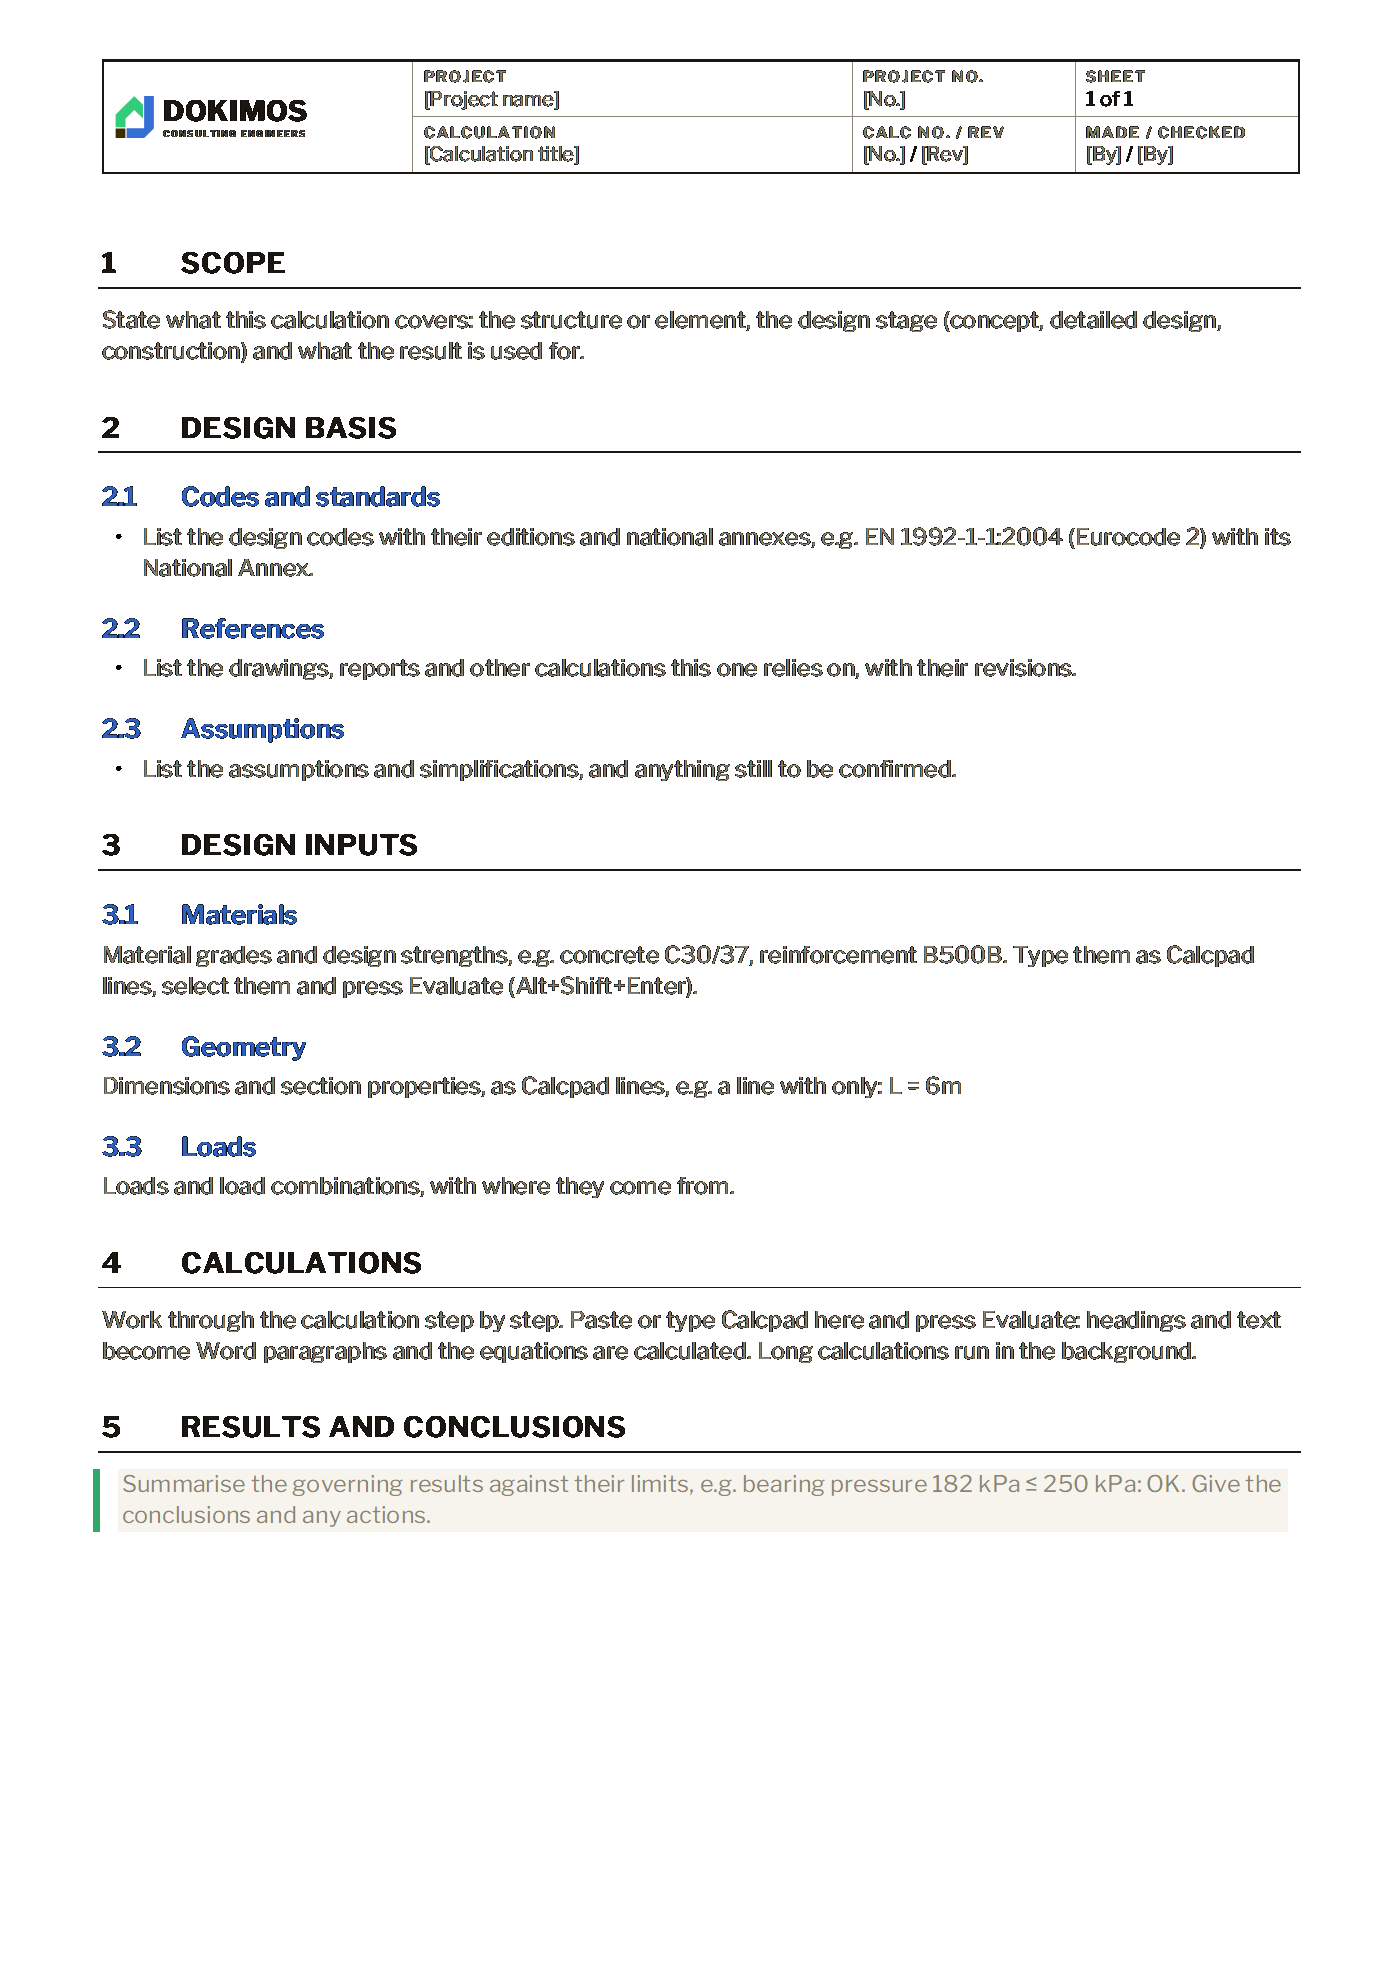 DOKIMOS
CONSULTING ENGINEERS
PROJECT
[Project name]
PROJECT NO.
[No.]
SHEET
1 of 1
CALCULATION
[Calculation title]
CALC NO. / REV
[No.] / [Rev]
MADE / CHECKED
[By] / [By]
1 SCOPE
State what this calculation covers: the structure or element, the design stage (concept, detailed design,
construction) and what the result is used for.
2 DESIGN BASIS
2.1 Codes and standards
• List the design codes with their editions and national annexes, e.g. EN 1992-1-1:2004 (Eurocode 2) with its
National Annex.
2.2 References
• List the drawings, reports and other calculations this one relies on, with their revisions.
2.3 Assumptions
• List the assumptions and simplifications, and anything still to be confirmed.
3 DESIGN INPUTS
3.1 Materials
Material grades and design strengths, e.g. concrete C30/37, reinforcement B500B. Type them as Calcpad
lines, select them and press Evaluate (Alt+Shift+Enter).
3.2 Geometry
Dimensions and section properties, as Calcpad lines, e.g. a line with only: L = 6m
3.3 Loads
Loads and load combinations, with where they come from.
4 CALCULATIONS
Work through the calculation step by step. Paste or type Calcpad here and press Evaluate: headings and text
become Word paragraphs and the equations are calculated. Long calculations run in the background.
5 RESULTS AND CONCLUSIONS
Summarise the governing results against their limits, e.g. bearing pressure 182 kPa ≤ 250 kPa: OK. Give the
conclusions and any actions.